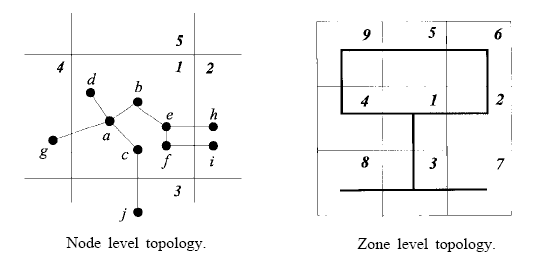 5
4 1 2
d b
e h
a
g c f i
3
j
Node level topology.
9 5 6
4 1 2
8 3 7
Zone level topology.